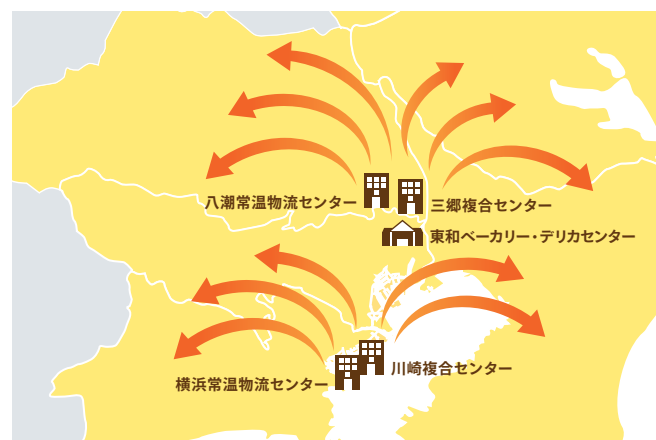 八潮常温物流センター
三郷複合センター
東和ベーカリー・デリカセンター
川崎複合センター
横浜常温物流センター